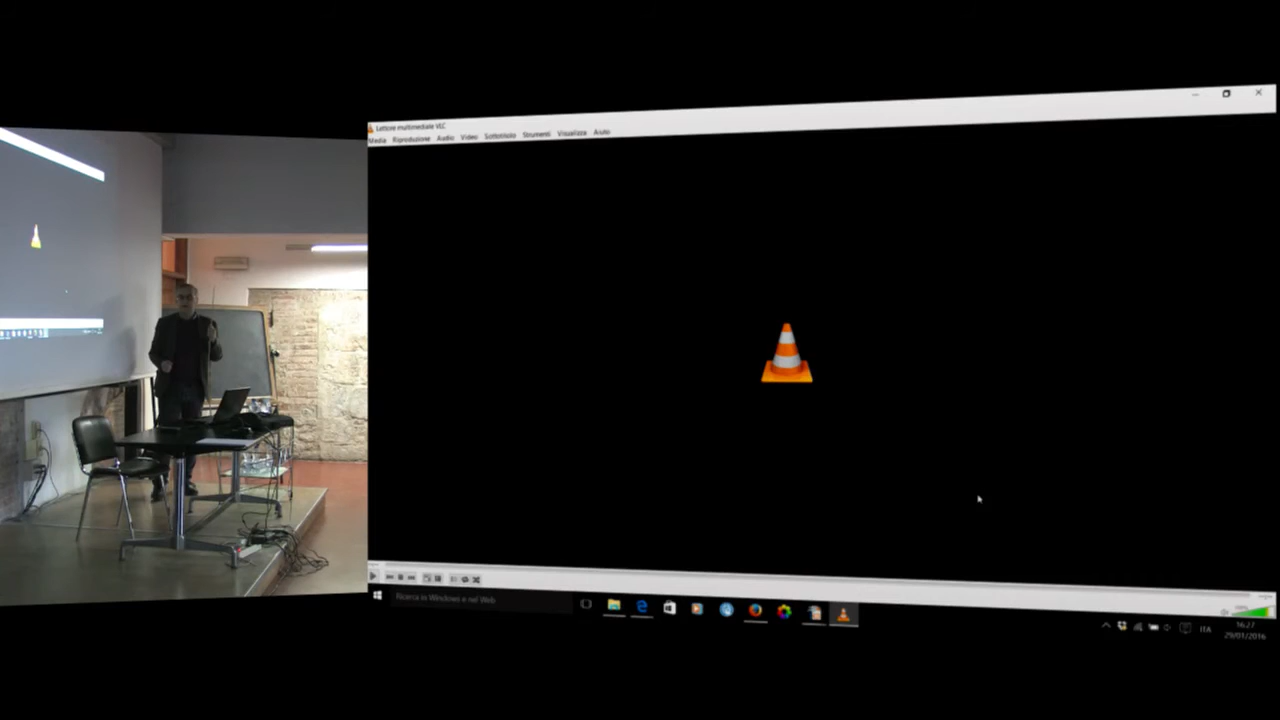 Lettore multimediale VLC
Media Riproduzione Audio Video Sottotitolo Strumenti Visualizza Aiuto
Ricerca in Windows e nel Web
ITA
16:27
29/01/2016